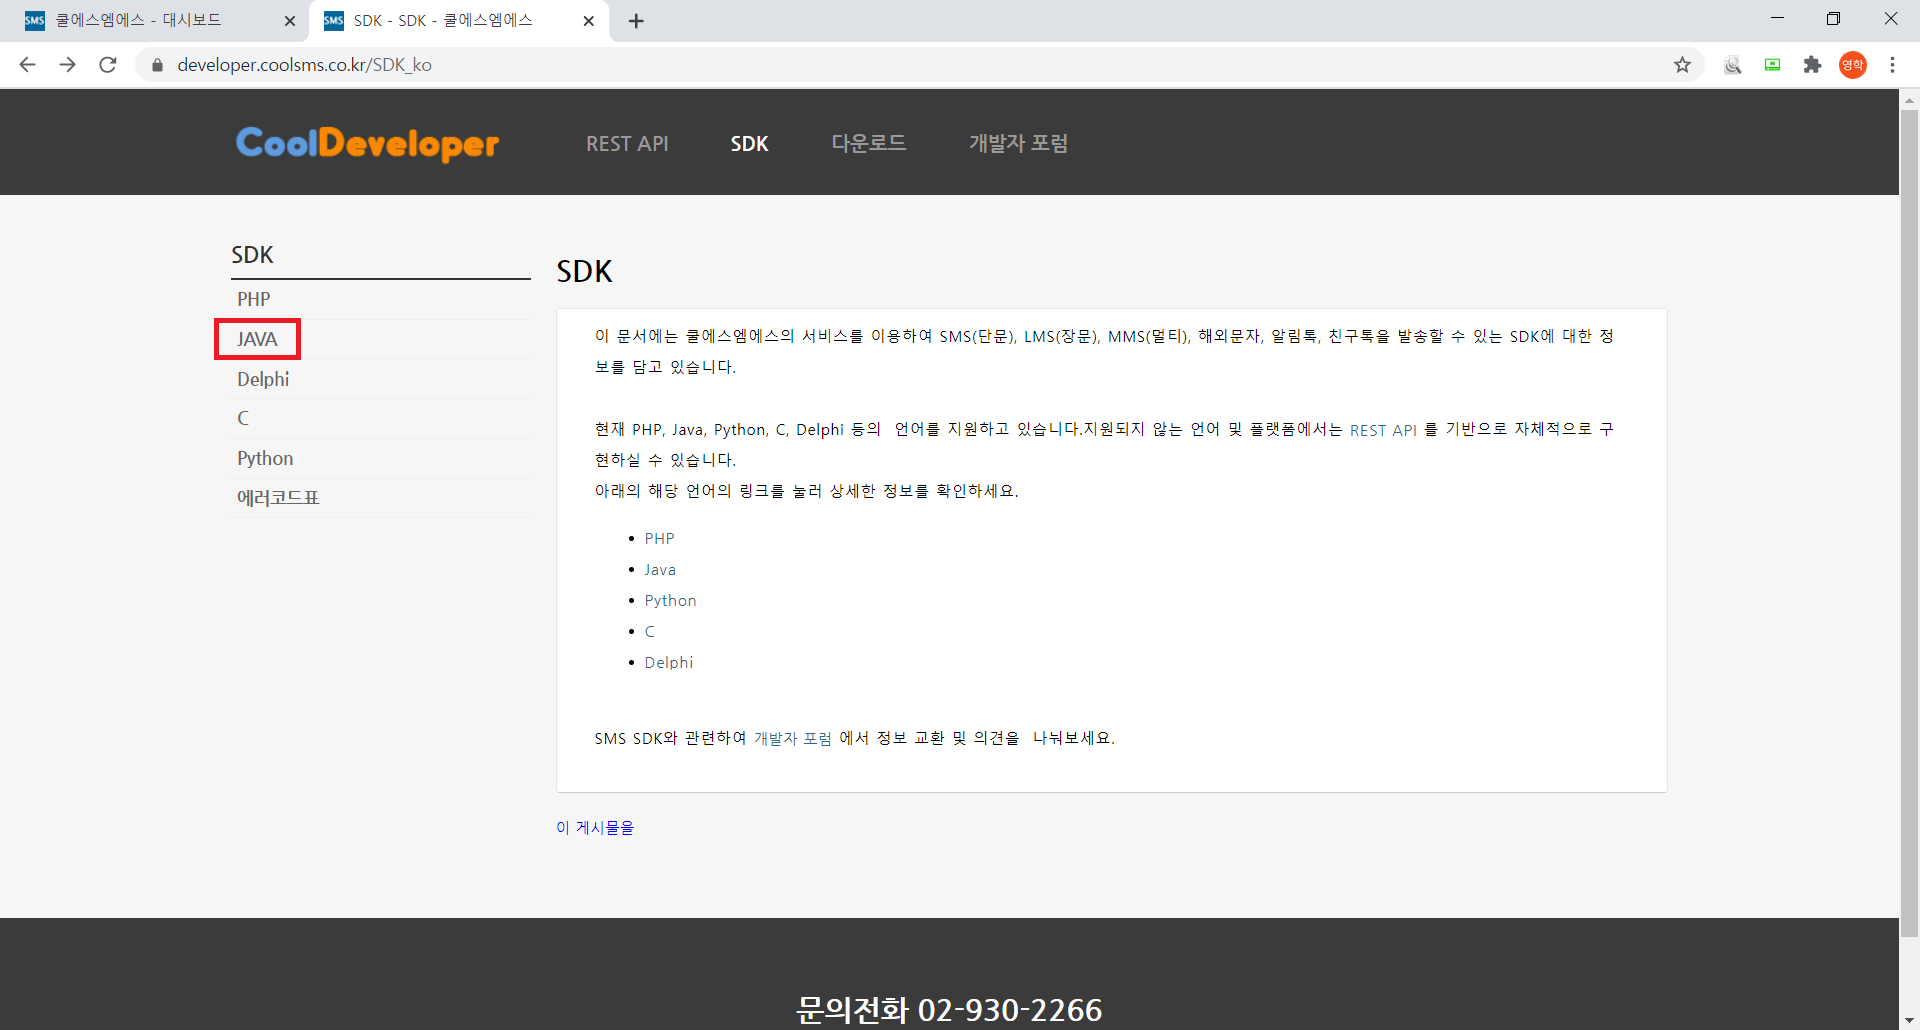 쿨에스엠에스 - 대시보드
SDK - SDK - 쿨에스엠에스
developer.coolsms.co.kr/SDK_ko
영학
CoolDeveloper
REST API
SDK
다운로드
개발자 포럼
SDK
PHP
JAVA
Delphi
C
Python
에러코드표
SDK
이 문서에는 쿨에스엠에스의 서비스를 이용하여 SMS(단문), LMS(장문), MMS(멀티), 해외문자, 알림톡, 친구톡을 발송할 수 있는 SDK에 대한 정
보를 담고 있습니다.
현재 PHP, Java, Python, C, Delphi 등의 언어를 지원하고 있습니다.지원되지 않는 언어 및 플랫폼에서는 REST API 를 기반으로 자체적으로 구
현하실 수 있습니다.
아래의 해당 언어의 링크를 눌러 상세한 정보를 확인하세요.
• PHP
• Java
• Python
• C
• Delphi
SMS SDK와 관련하여 개발자 포럼 에서 정보 교환 및 의견을 나눠보세요.
이 게시물을
문의전화 02-930-2266